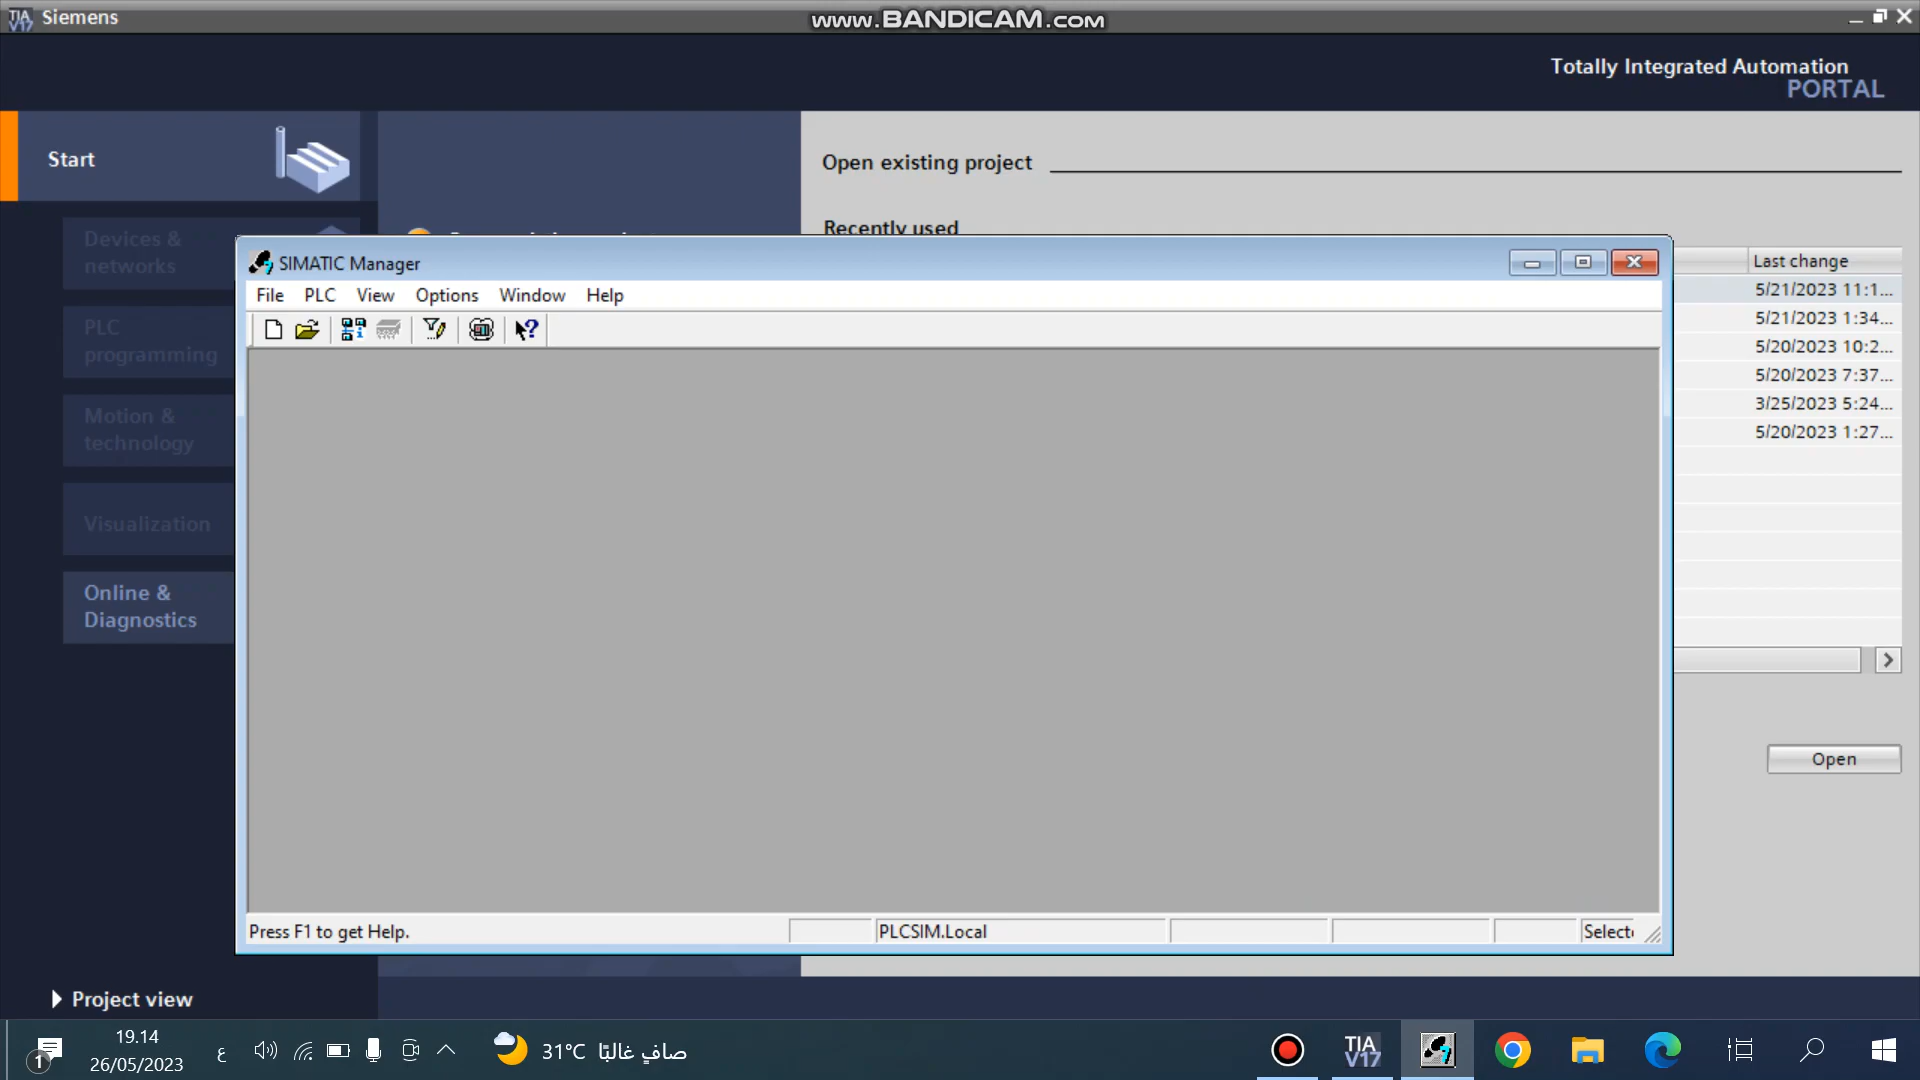 Siemens
www.BANDICAM.com
Totally Integrated Automation
PORTAL
Start
Devices &
networks
PLC
programming
Motion &
technology
Visualization
Online &
Diagnostics
Project view
Open existing project
Recently used
Last change
5/21/2023 11:1...
5/21/2023 1:34...
5/20/2023 10:2...
5/20/2023 7:37...
3/25/2023 5:24...
5/20/2023 1:27...
Open
SIMATIC Manager
File PLC View Options Window Help
Press F1 to get Help.
PLCSIM.Local
Selecte
1
19.14
26/05/2023
ع
31°C صافٍ غالبًا
TIA
V17